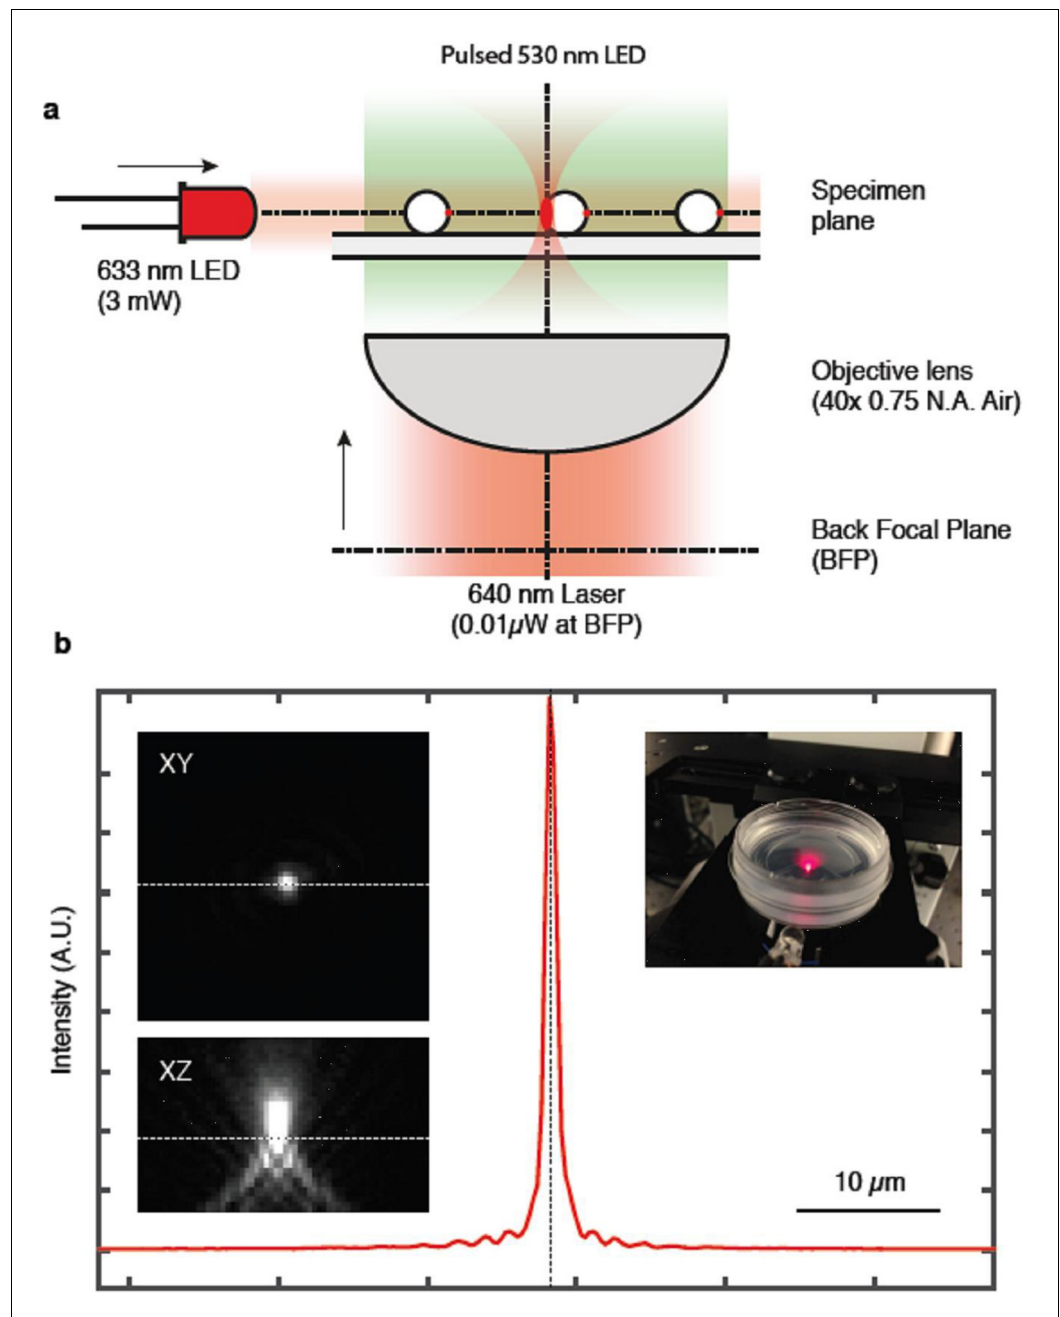 Pulsed 530 nm LED
a
Specimen
plane
633 nm LED
(3 mW)
Objective lens
(40x 0.75 N.A. Air)
Back Focal Plane
(BFP)
640 nm Laser
(0.01µW at BFP)
b
XY
XZ
Intensity (A.U.)
10 µm